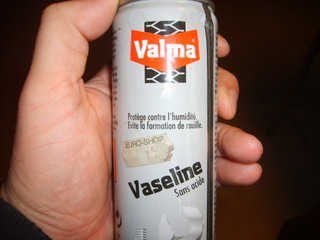 Valma
Protège contre l'humidité.
Evite la formation de rouille.
EURO-SHOP
Vaseline
Sans acide